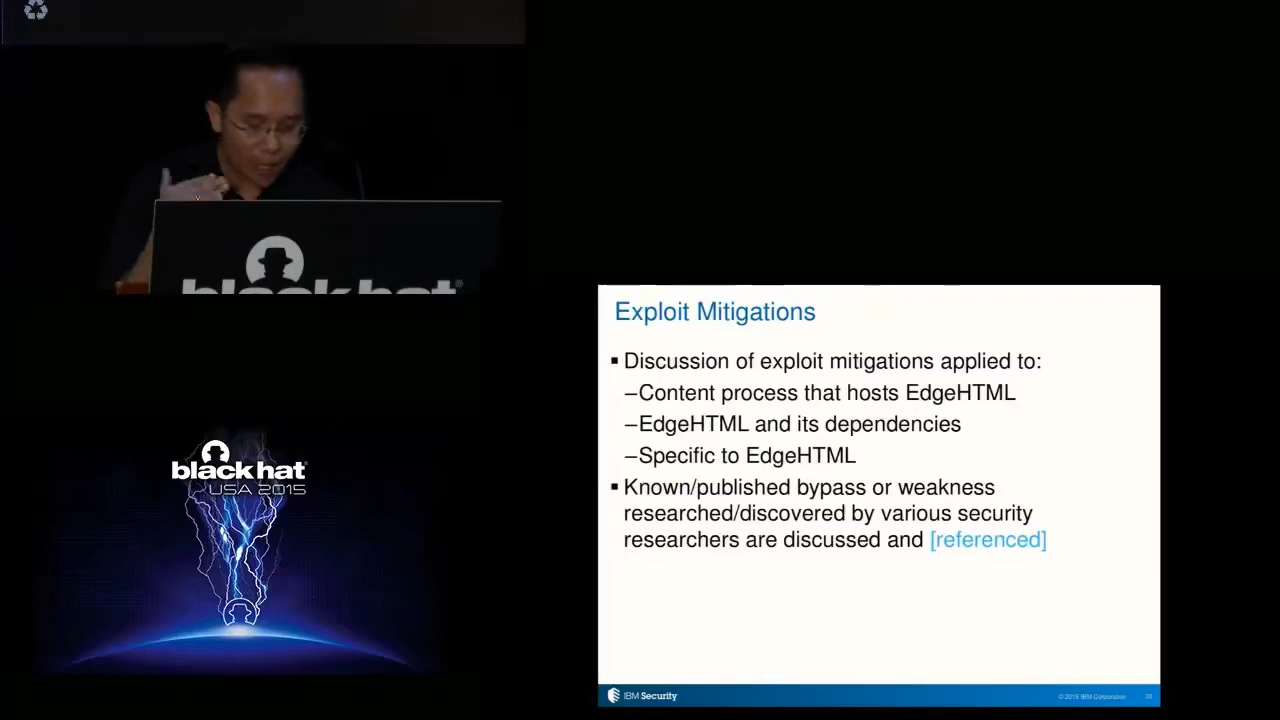 black hat®
Exploit Mitigations
▪ Discussion of exploit mitigations applied to:
–Content process that hosts EdgeHTML
–EdgeHTML and its dependencies
–Specific to EdgeHTML
▪ Known/published bypass or weakness
researched/discovered by various security
researchers are discussed and [referenced]
black hat®
USA 2015
IBM Security
© 2015 IBM Corporation